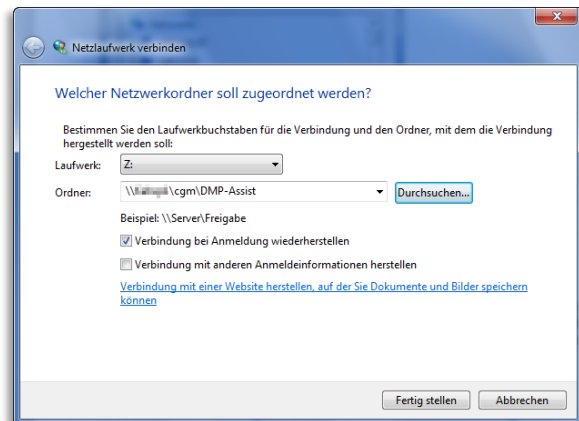 Netzlaufwerk verbinden
Welcher Netzwerkordner soll zugeordnet werden?
Bestimmen Sie den Laufwerkbuchstaben für die Verbindung und den Ordner, mit dem die Verbindung
hergestellt werden soll:
Laufwerk: Z:
Ordner: \\ \cgm\DMP-Assist Durchsuchen...
Beispiel: \\Server\Freigabe
Verbindung bei Anmeldung wiederherstellen
Verbindung mit anderen Anmeldeinformationen herstellen
Verbindung mit einer Website herstellen, auf der Sie Dokumente und Bilder speichern
können
Fertig stellen Abbrechen